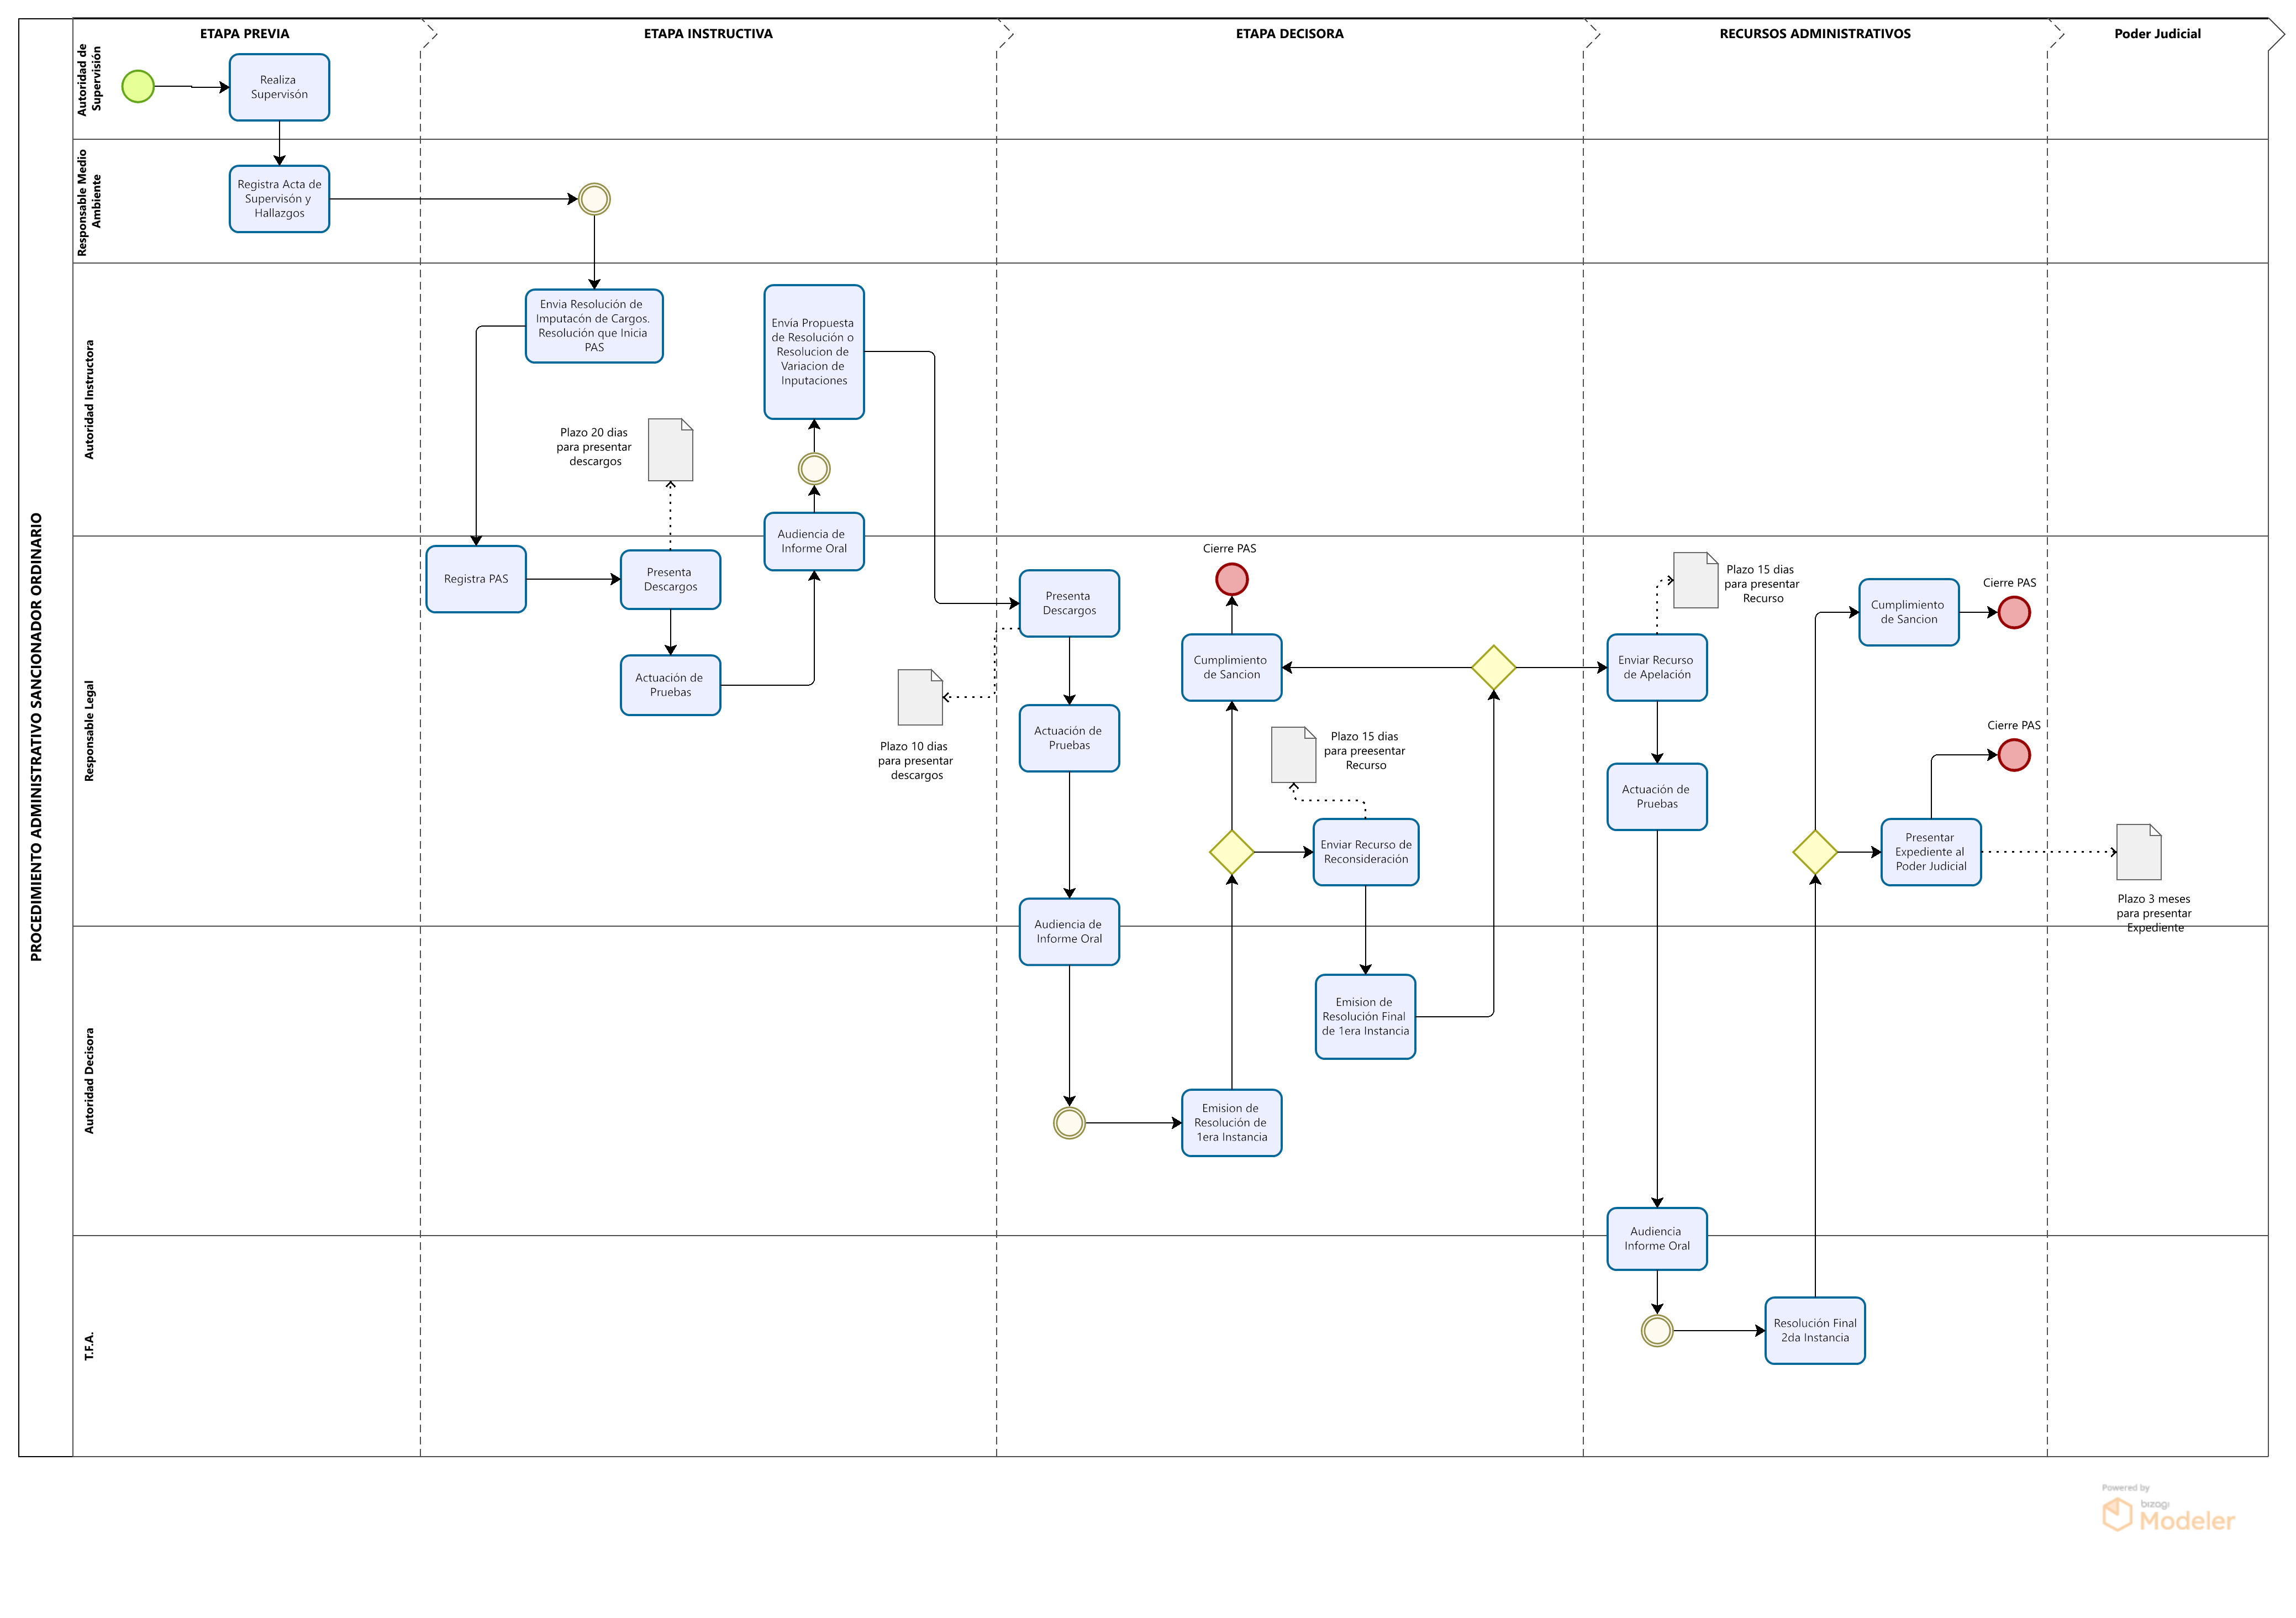 PROCEDIMIENTO ADMINISTRATIVO SANCIONADOR ORDINARIO
ETAPA PREVIA
ETAPA INSTRUCTIVA
ETAPA DECISORA
RECURSOS ADMINISTRATIVOS
Poder Judicial
Autoridad de
Supervisión
Realiza
Supervisón
Responsable Medio
Ambiente
Registra Acta de
Supervisón y
Hallazgos
Autoridad Instructora
Envia Resolución de
Imputacón de Cargos.
Resolución que Inicia
PAS
Envía Propuesta
de Resolución o
Resolucion de
Variacion de
Inputaciones
Plazo 20 dias
para presentar
descargos
Audiencia de
Informe Oral
Responsable Legal
Registra PAS
Presenta
Descargos
Actuación de
Pruebas
Presenta
Descargos
Plazo 10 dias
para presentar
descargos
Actuación de
Pruebas
Audiencia de
Informe Oral
Cierre PAS
Cumplimiento
de Sancion
Plazo 15 dias
para preesentar
Recurso
Enviar Recurso de
Reconsideración
Plazo 15 dias
para presentar
Recurso
Enviar Recurso
de Apelación
Actuación de
Pruebas
Cumplimiento
de Sancion
Cierre PAS
Cierre PAS
Presentar
Expediente al
Poder Judicial
Plazo 3 meses
para presentar
Expediente
Autoridad Decisora
Emision de
Resolución Final
de 1era Instancia
Emision de
Resolución de
1era Instancia
Audiencia
Informe Oral
T.F.A.
Resolución Final
2da Instancia
Powered by
bizagi
Modeler